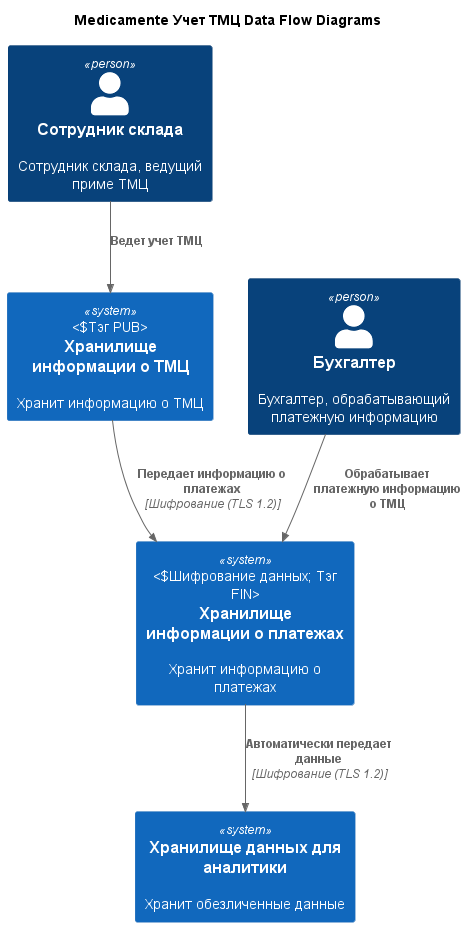 Medicamente Учет ТМЦ Data Flow Diagrams
«person»
Сотрудник склада
Сотрудник склада, ведущий
приме ТМЦ
Ведет учет ТМЦ
«system»
<$Тэг PUB>
Хранилище
информации о ТМЦ
Хранит информацию о ТМЦ
«person»
Бухгалтер
Бухгалтер, обрабатывающий
платежную информацию
Передает информацию о
платежах
[Шифрование (TLS 1.2)]
Обрабатывает
платежную информацию
о ТМЦ
«system»
<$Шифрование данных; Тэг
FIN>
Хранилище
информации о платежах
Хранит информацию о
платежах
Автоматически передает
данные
[Шифрование (TLS 1.2)]
«system»
Хранилище данных для
аналитики
Хранит обезличенные данные